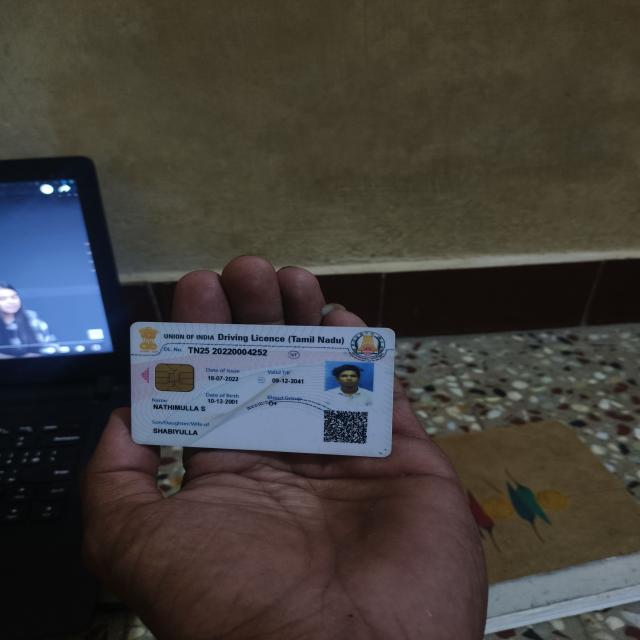 UNION OF INDIA Driving Licence (Tamil Nadu)
DL. No. TN25 20220004252
Date of Issue Valid Till
18-07-2022 09-12-2041
Name Date of Birth Blood Group
NATHIMULLA S 10-12-2001 O+
Son/Daughter/Wife of
SHABIYULLA